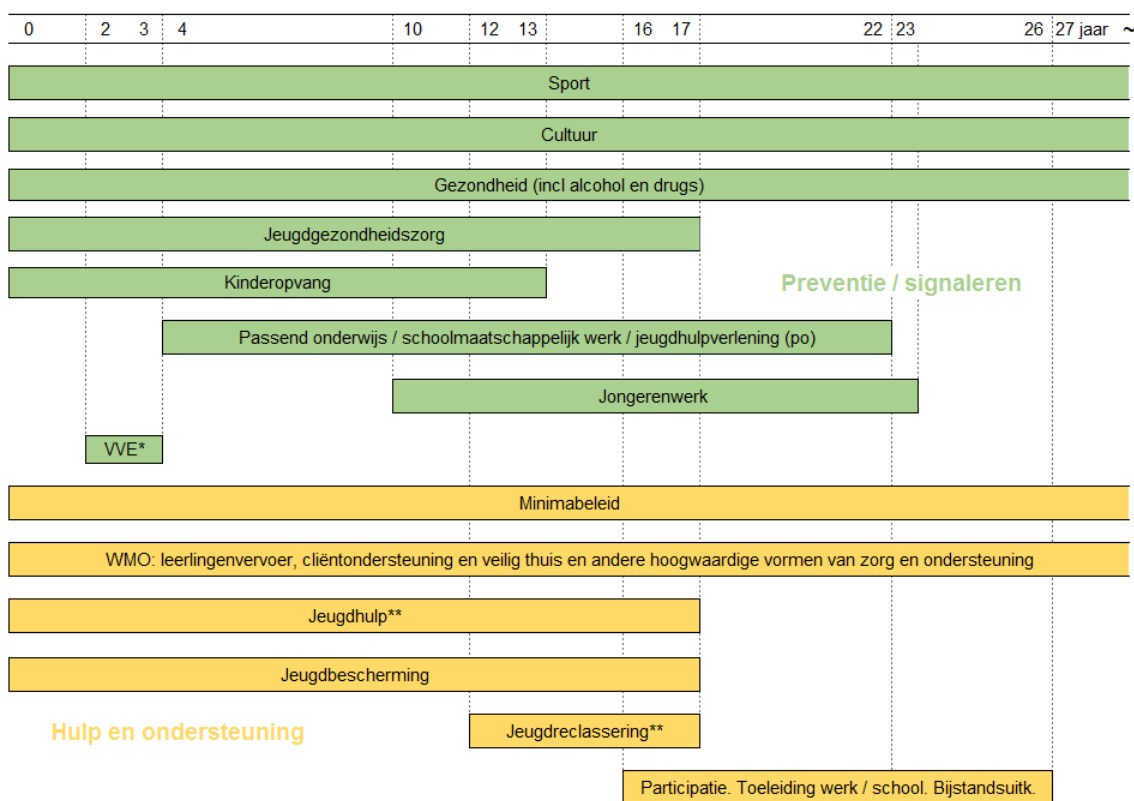 0 2 3 4 10 12 13 16 17 22 23 26 27 jaar ~
Sport
Cultuur
Gezondheid (incl alcohol en drugs)
Jeugdgezondheidszorg
Kinderopvang
Preventie / signaleren
Passend onderwijs / schoolmaatschappelijk werk / jeugdhulpverlening (po)
Jongerenwerk
VVE*
Minimabeleid
WMO: leerlingenvervoer, cliëntondersteuning en veilig thuis en andere hoogwaardige vormen van zorg en ondersteuning
Jeugdhulp**
Jeugdbescherming
Hulp en ondersteuning
Jeugdreclassering**
Participatie. Toeleiding werk / school. Bijstandsuitk.